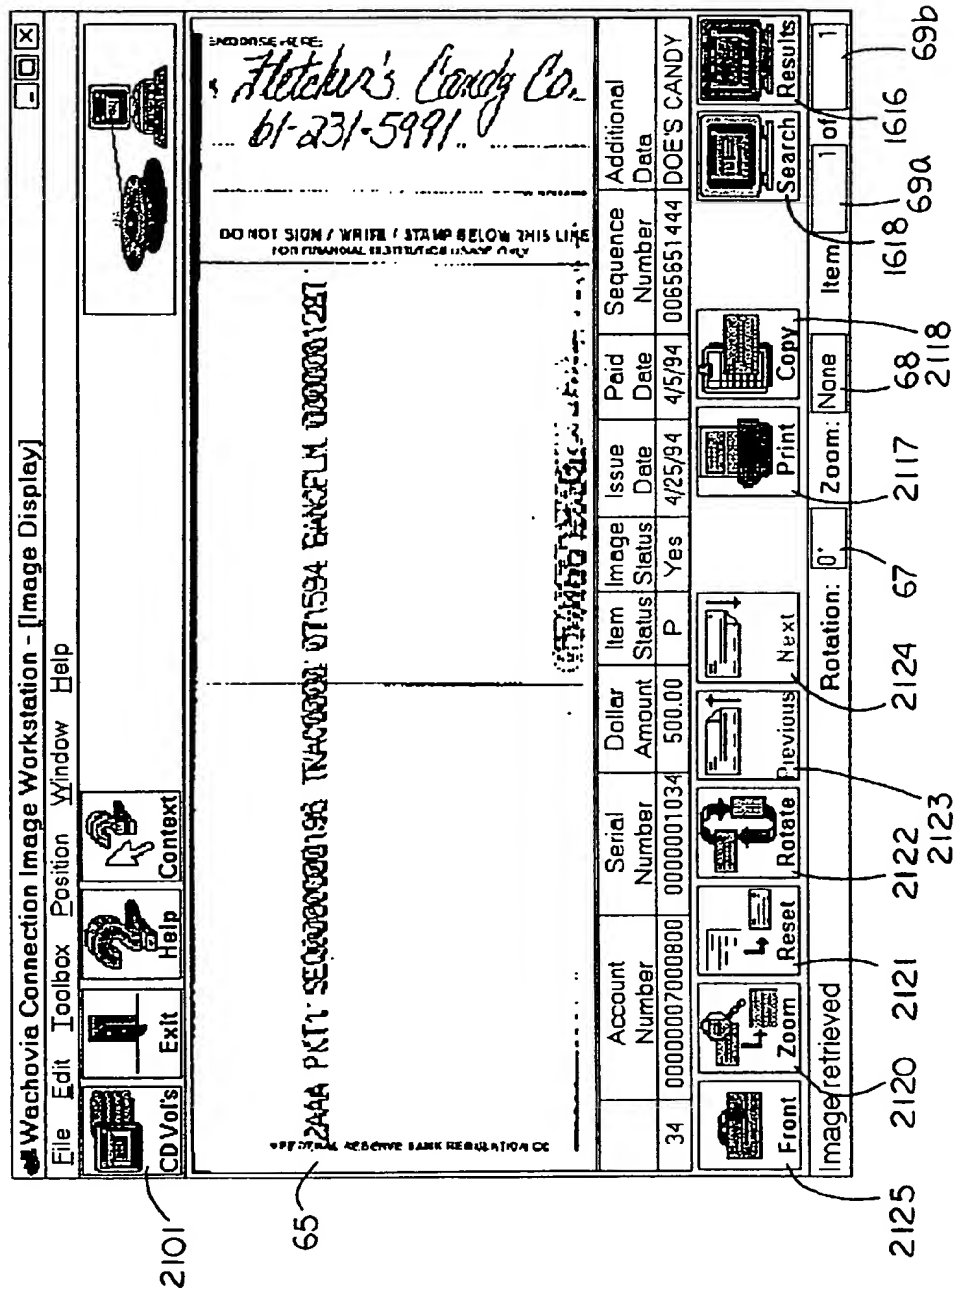 Wachovia Connection Image Workstation - [Image Display]
File Edit Toolbox Position Window Help
CD Vol's Exit Help Context
2101
65
ENDORSE HERE:
Fletcher's Candy Co.
61-231-5991
DO NOT SIGN / WRITE / STAMP BELOW THIS LINE
FOR FINANCIAL INSTITUTION USAGE ONLY
FEDERAL RESERVE BANK REGULATION CC
Account Number Serial Number Dollar Amount Item Status Image Status Issue Date Paid Date Sequence Number Additional Data
34 00000007000800 0000001034 500.00 P Yes 4/25/94 4/5/94 0065651444 DOE'S CANDY
Front Zoom Reset Rotate Previous Next Print Copy Search Results
Image retrieved Rotation: 0° Zoom: None Item 1 of 1
2125 2120 2121 2122 2123 2124 67 2117 68 2118 1618 69a 1616 69b